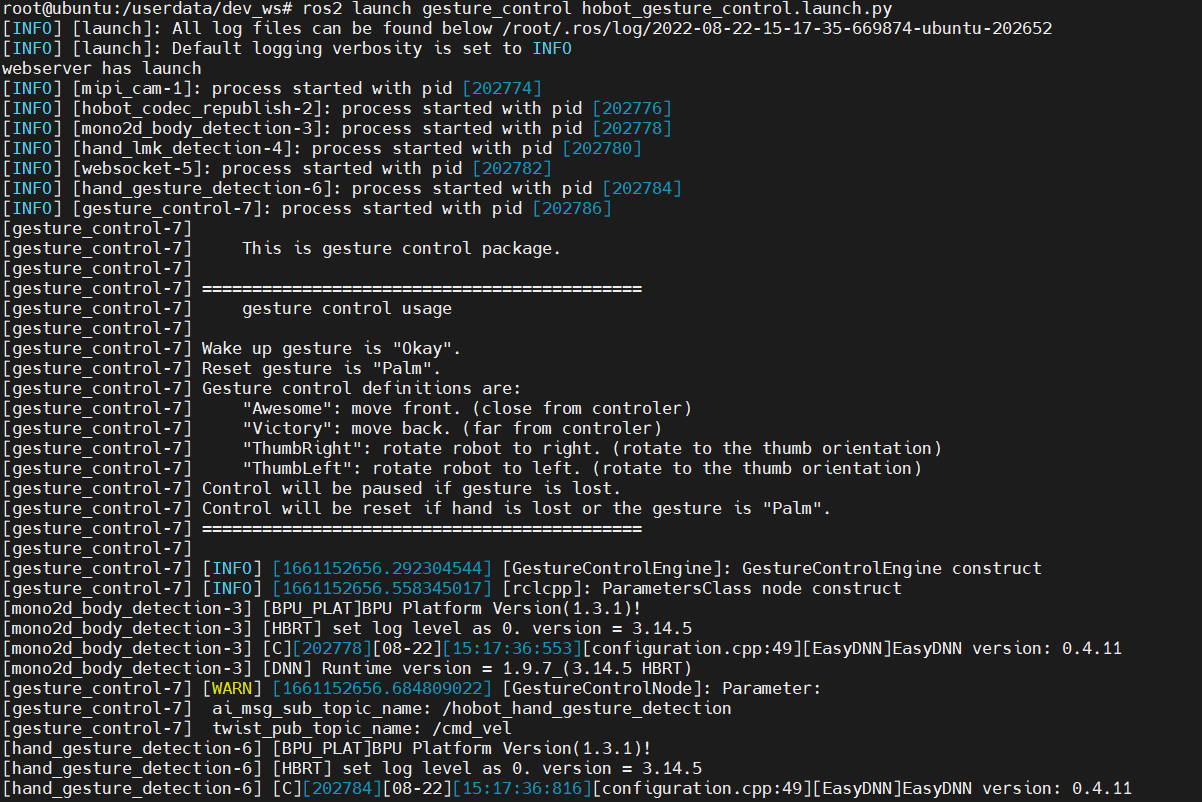 root@ubuntu:/userdata/dev_ws# ros2 launch gesture_control hobot_gesture_control.launch.py
[INFO] [launch]: All log files can be found below /root/.ros/log/2022-08-22-15-17-35-669874-ubuntu-202652
[INFO] [launch]: Default logging verbosity is set to INFO
webserver has launch
[INFO] [mipi_cam-1]: process started with pid [202774]
[INFO] [hobot_codec_republish-2]: process started with pid [202776]
[INFO] [mono2d_body_detection-3]: process started with pid [202778]
[INFO] [hand_lmk_detection-4]: process started with pid [202780]
[INFO] [websocket-5]: process started with pid [202782]
[INFO] [hand_gesture_detection-6]: process started with pid [202784]
[INFO] [gesture_control-7]: process started with pid [202786]
[gesture_control-7]
[gesture_control-7]     This is gesture control package.
[gesture_control-7]
[gesture_control-7] ============================================
[gesture_control-7]     gesture control usage
[gesture_control-7]
[gesture_control-7] Wake up gesture is "Okay".
[gesture_control-7] Reset gesture is "Palm".
[gesture_control-7] Gesture control definitions are:
[gesture_control-7]     "Awesome": move front. (close from controler)
[gesture_control-7]     "Victory": move back. (far from controler)
[gesture_control-7]     "ThumbRight": rotate robot to right. (rotate to the thumb orientation)
[gesture_control-7]     "ThumbLeft": rotate robot to left. (rotate to the thumb orientation)
[gesture_control-7] Control will be paused if gesture is lost.
[gesture_control-7] Control will be reset if hand is lost or the gesture is "Palm".
[gesture_control-7] ============================================
[gesture_control-7]
[gesture_control-7] [INFO] [1661152656.292304544] [GestureControlEngine]: GestureControlEngine construct
[gesture_control-7] [INFO] [1661152656.558345017] [rclcpp]: ParametersClass node construct
[mono2d_body_detection-3] [BPU_PLAT]BPU Platform Version(1.3.1)!
[mono2d_body_detection-3] [HBRT] set log level as 0. version = 3.14.5
[mono2d_body_detection-3] [C][202778][08-22][15:17:36:553][configuration.cpp:49][EasyDNN]EasyDNN version: 0.4.11
[mono2d_body_detection-3] [DNN] Runtime version = 1.9.7_(3.14.5 HBRT)
[gesture_control-7] [WARN] [1661152656.684809022] [GestureControlNode]: Parameter:
[gesture_control-7]  ai_msg_sub_topic_name: /hobot_hand_gesture_detection
[gesture_control-7]  twist_pub_topic_name: /cmd_vel
[hand_gesture_detection-6] [BPU_PLAT]BPU Platform Version(1.3.1)!
[hand_gesture_detection-6] [HBRT] set log level as 0. version = 3.14.5
[hand_gesture_detection-6] [C][202784][08-22][15:17:36:816][configuration.cpp:49][EasyDNN]EasyDNN version: 0.4.11